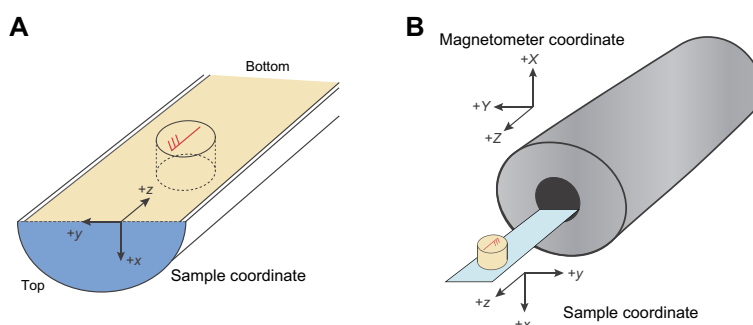 A
Bottom
+z
+y
+x
Top
Sample coordinate
B
Magnetometer coordinate
+X
+Y
+Z
+y
+z
+x
Sample coordinate